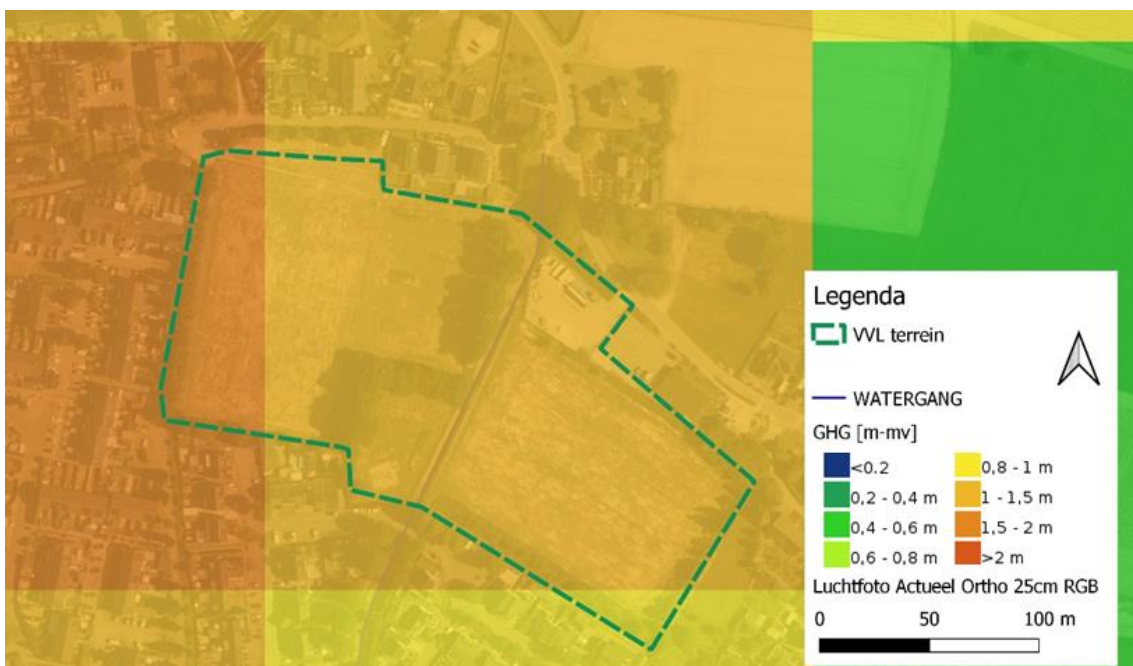 Legenda
VVL terrein
WATERGANG
GHG [m-mv]
<0.2
0,2 - 0,4 m
0,4 - 0,6 m
0,6 - 0,8 m
0,8 - 1 m
1 - 1,5 m
1,5 - 2 m
>2 m
Luchtfoto Actueel Ortho 25cm RGB
0 50 100 m